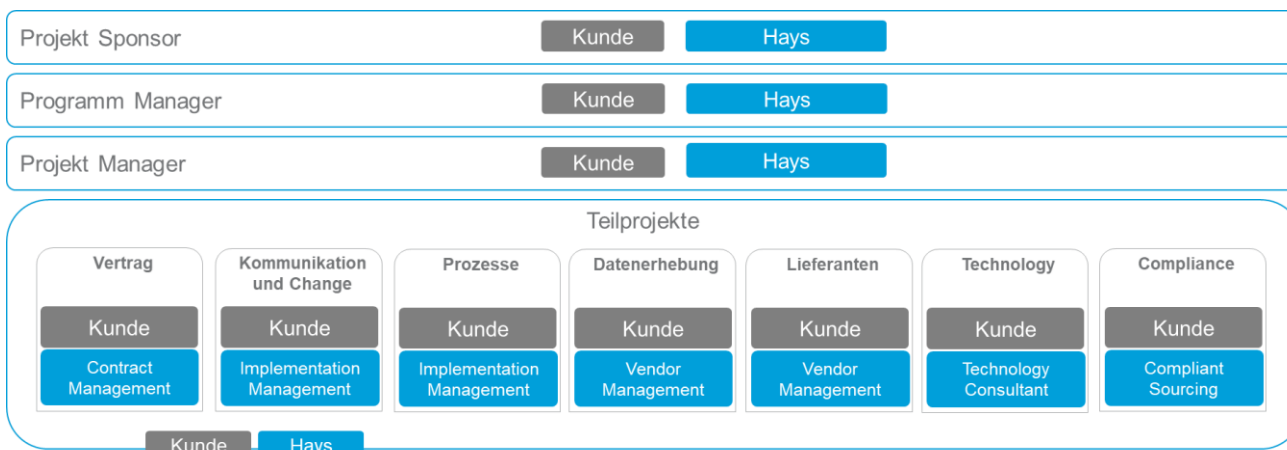 Projekt Sponsor Kunde Hays
Programm Manager Kunde Hays
Projekt Manager Kunde Hays
Teilprojekte
Vertrag
Kunde
Contract
Management
Kommunikation
und Change
Kunde
Implementation
Management
Prozesse
Kunde
Implementation
Management
Datenerhebung
Kunde
Vendor
Management
Lieferanten
Kunde
Vendor
Management
Technology
Kunde
Technology
Consultant
Compliance
Kunde
Compliant
Sourcing
Kunde Hays